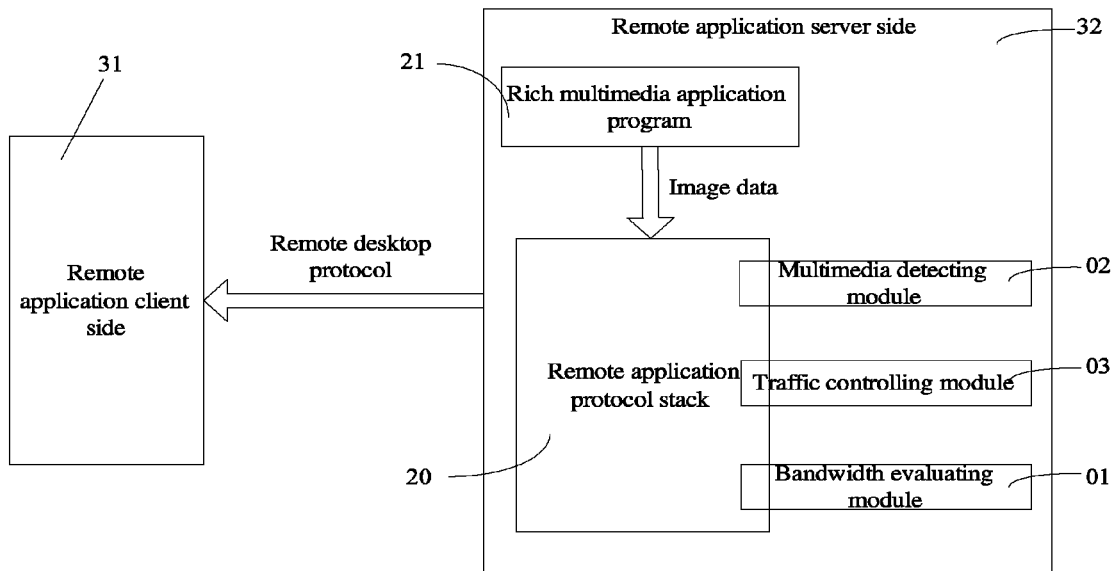 Remote application server side
32
31
21
Rich multimedia application
program
Image data
Remote desktop
protocol
Remote
application client
side
Multimedia detecting
module
02
Remote application
protocol stack
Traffic controlling module
03
20
Bandwidth evaluating
module
01